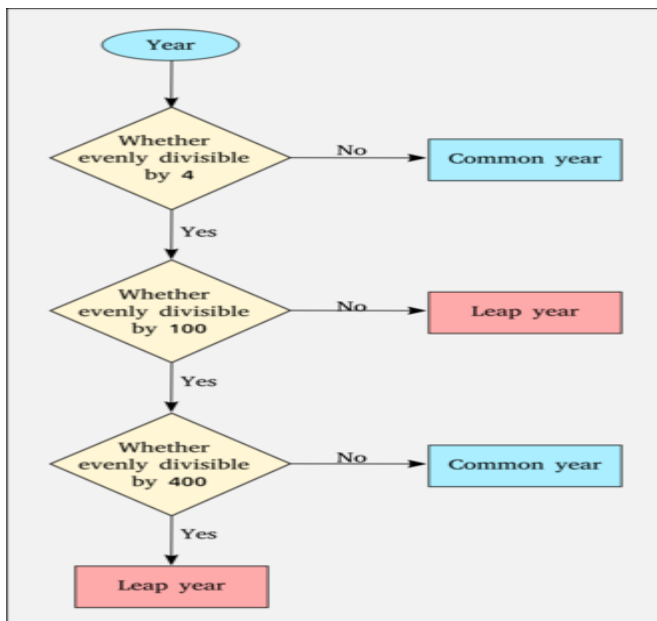 Year
Whether
evenly divisible
by 4
No
Common year
Yes
Whether
evenly divisible
by 100
No
Leap year
Yes
Whether
evenly divisible
by 400
No
Common year
Yes
Leap year